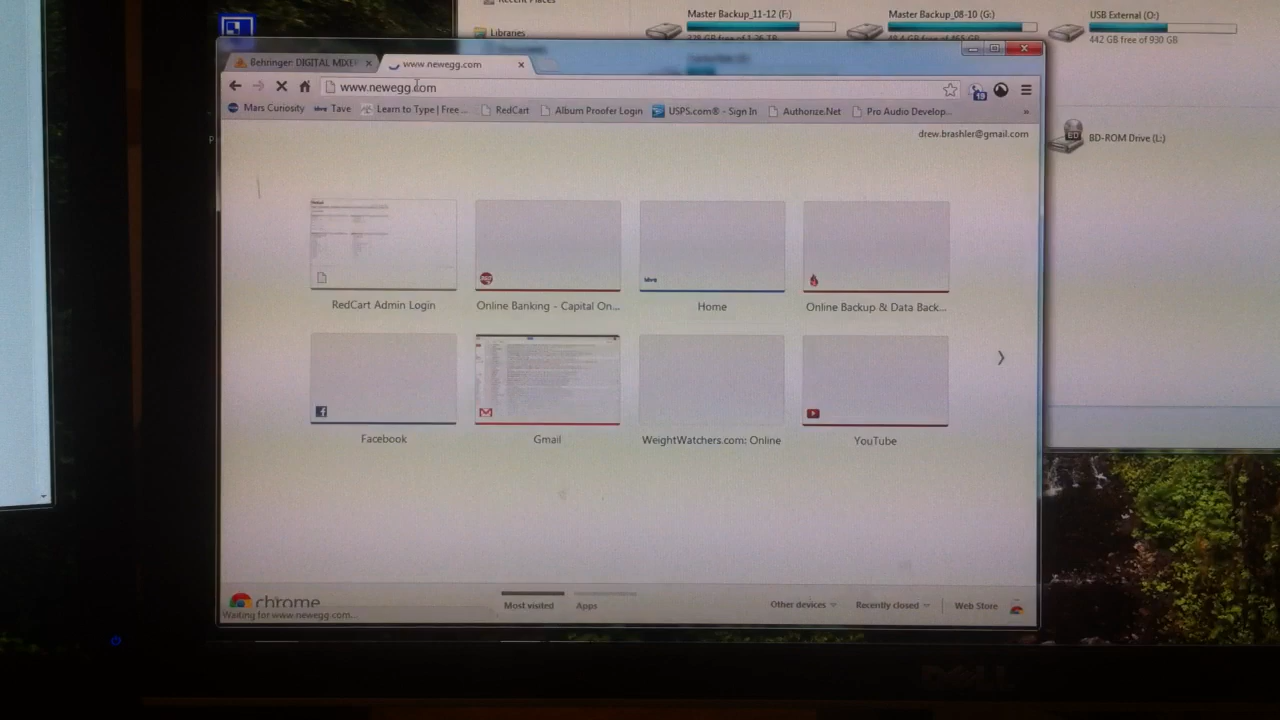 Recent Places
Libraries
Master Backup_11-12 (F:)
Master Backup_08-10 (G:)
USB External (O:)
442 GB free of 930 GB
BD-ROM Drive (L:)
Behringer: DIGITAL MIXER
www.newegg.com
www.newegg.com
19
Mars Curiosity
Tave
Learn to Type | Free ...
RedCart
Album Proofer Login
USPS.com® - Sign In
Authorize.Net
Pro Audio Develop...
»
drew.brashler@gmail.com
RedCart Admin Login
Online Banking - Capital On...
Home
Online Backup & Data Back...
Facebook
Gmail
WeightWatchers.com: Online
YouTube
chrome
Waiting for www.newegg.com...
Most visited
Apps
Other devices
Recently closed
Web Store
DELL